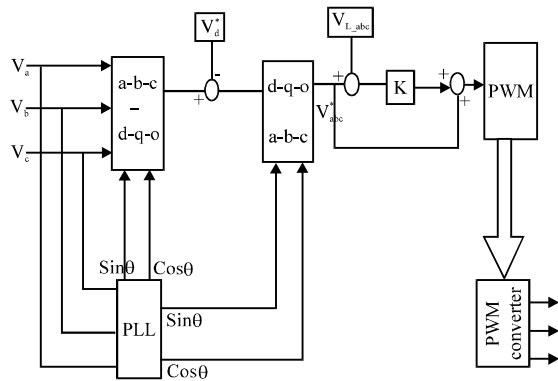 V*d
VL_abc
Va
Vb
Vc
a-b-c
–
d-q-o
-
+
d-q-o
a-b-c
+
V*abc
K
+
+
PWM
Sinθ
Cosθ
PLL
Sinθ
Cosθ
PWM
converter